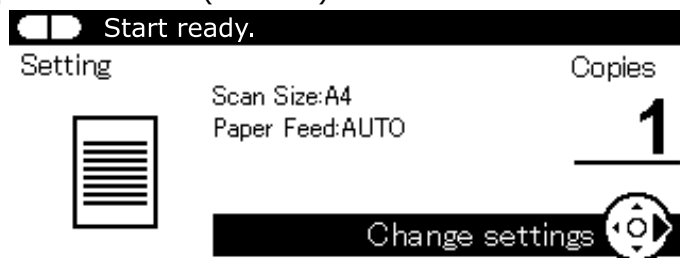 Start ready.
Setting
Copies
Scan Size:A4
Paper Feed:AUTO
1
Change settings